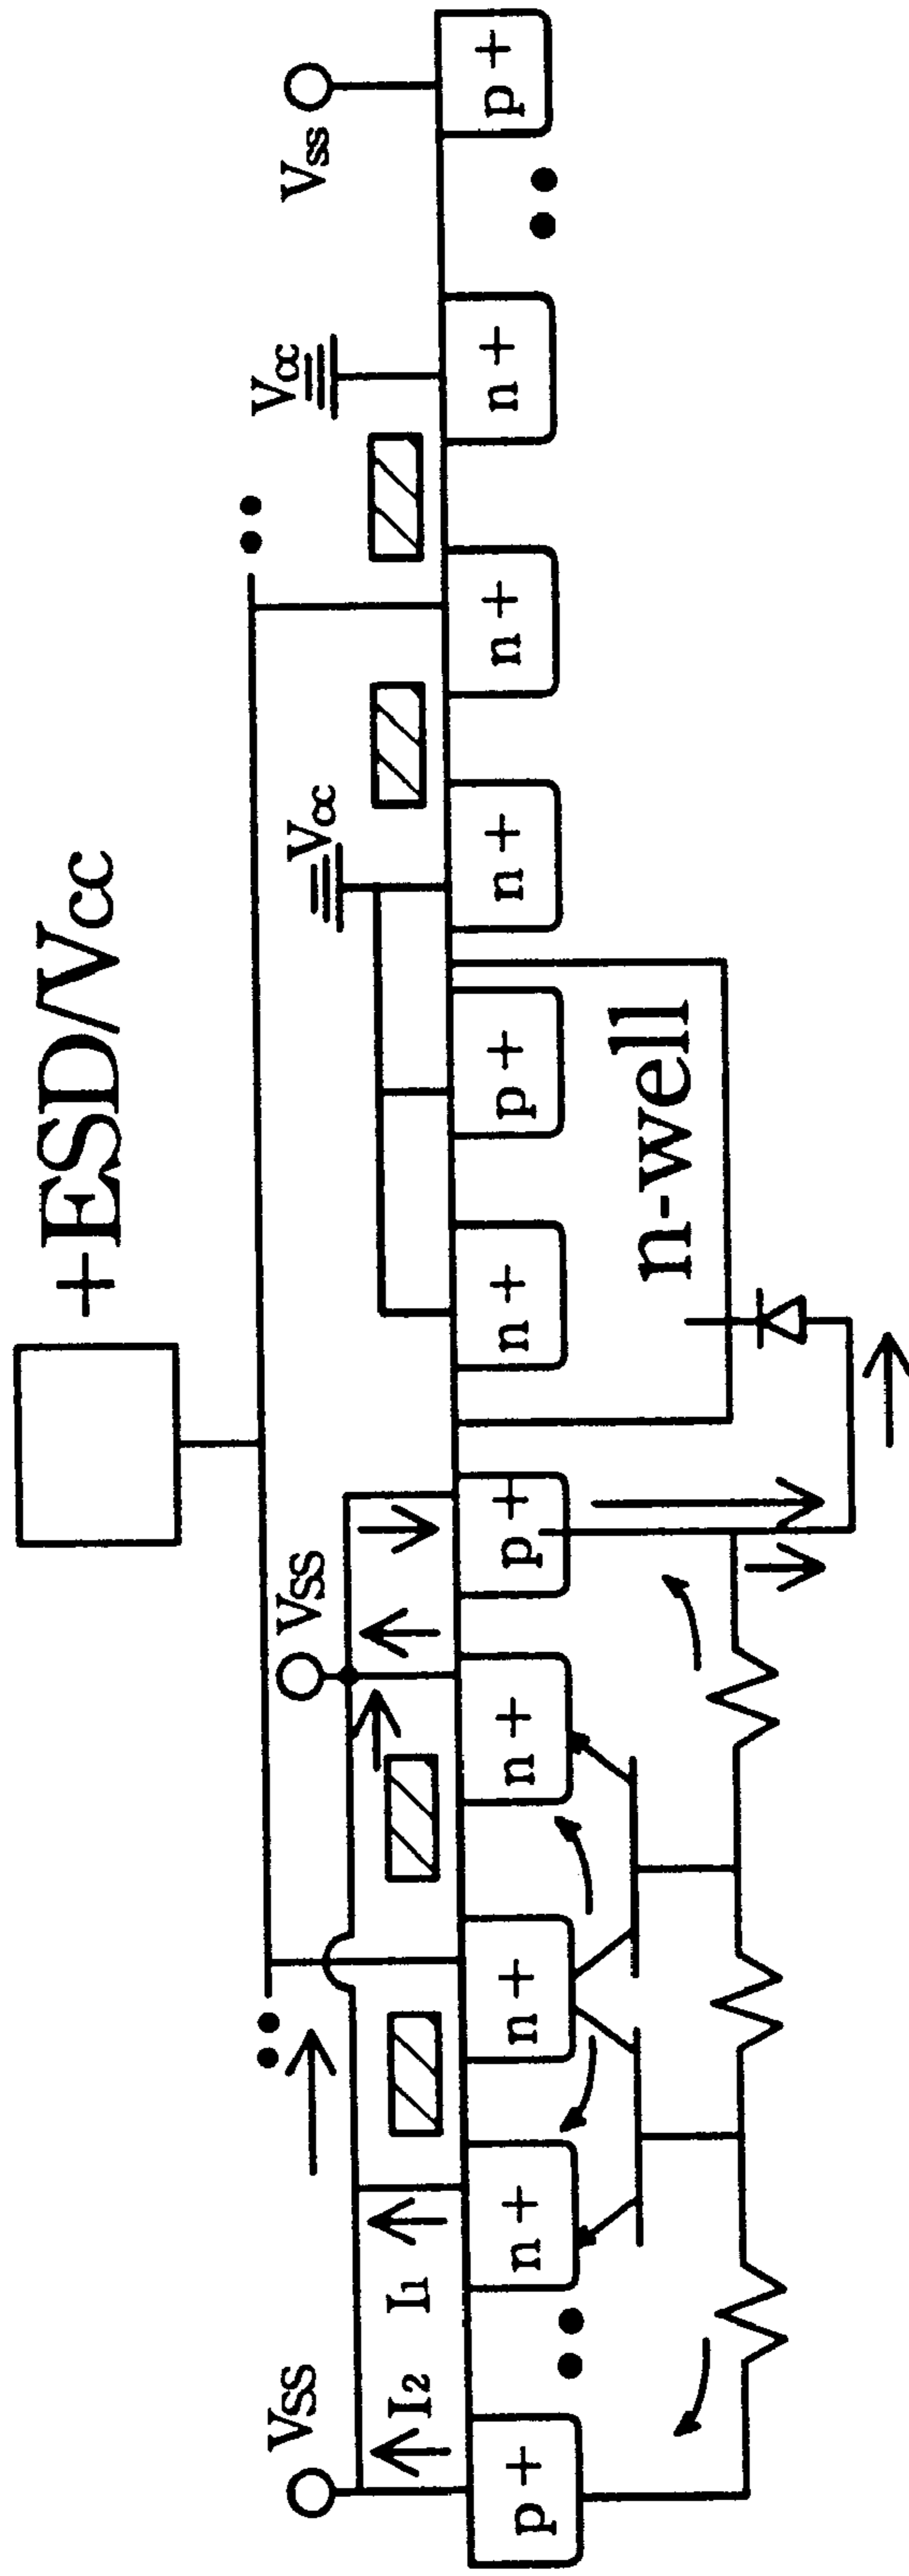 +ESD/Vcc
Vss
Vss
Vcc
Vcc
Vss
I2
I1
p+
n+
n+
n+
p+
n+
p+
n+
n+
n+
p+
n-well